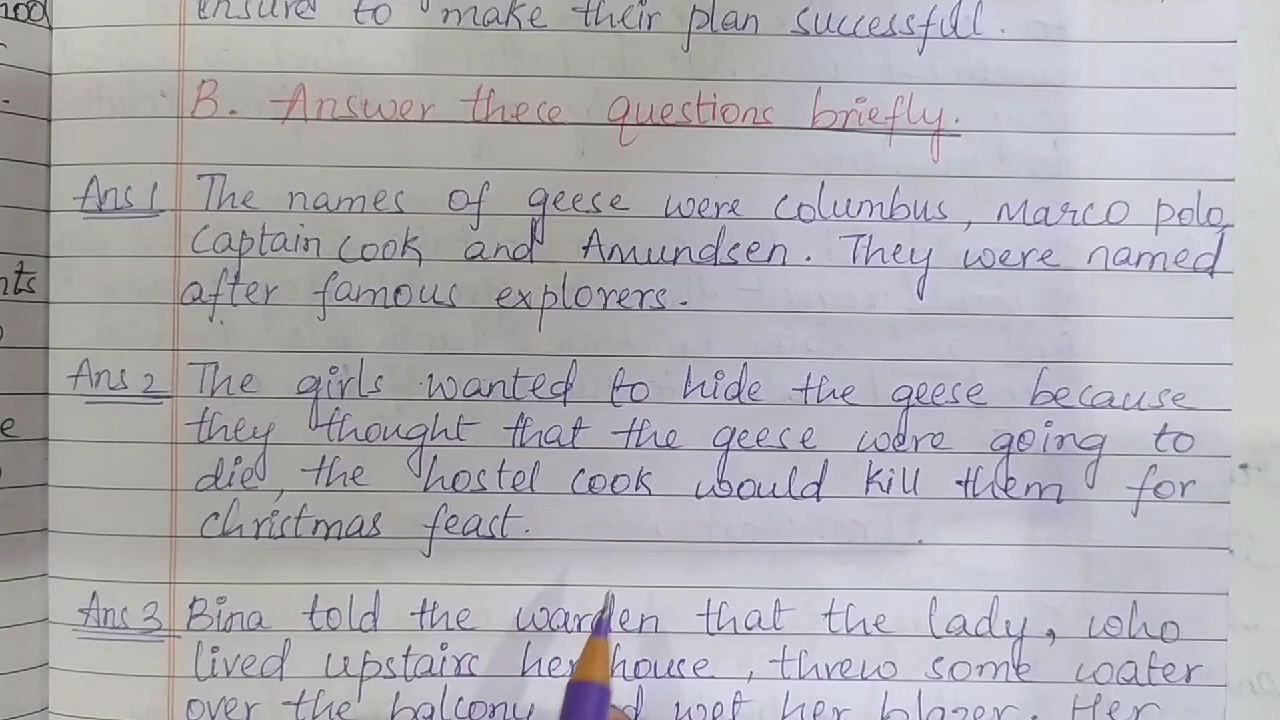 ensure to make their plan successfull.
B. Answer these questions briefly.
Ans 1 The names of geese were columbus, Marco polo,
captain cook and Amundsen. They were named
nts
after famous explorers.
Ans 2 The girls wanted to hide the geese because
e they thought that the geese were going to
died, the hostel cook would kill them for
christmas feast.
Ans 3 Bina told the warden that the lady, who
lived upstairs her house, threw some water
over the balcony wet her blazer. Her